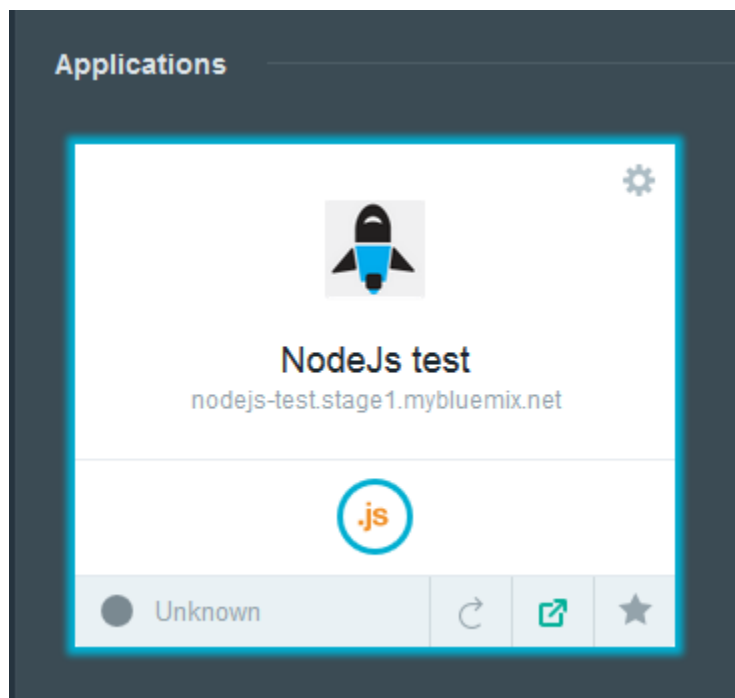 Applications
NodeJs test
nodejs-test.stage1.mybluemix.net
.js
Unknown